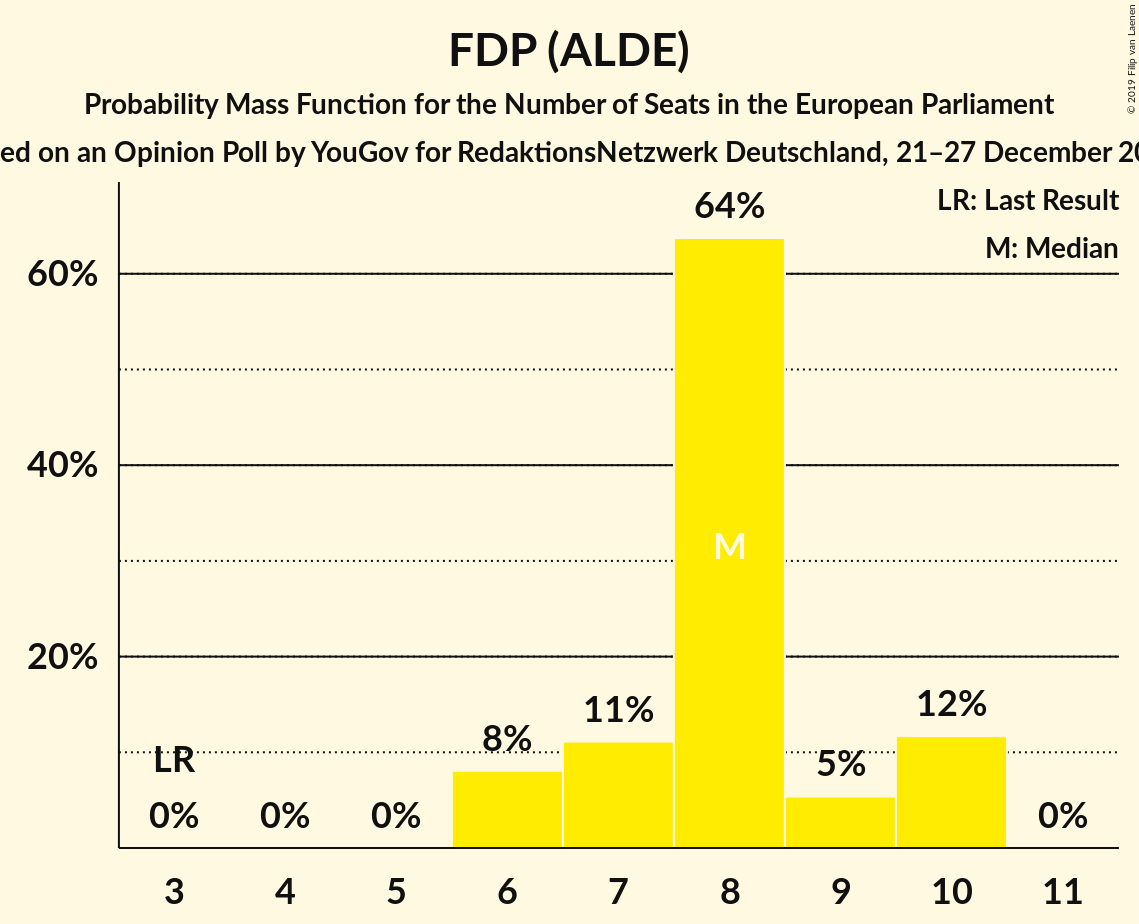 FDP (ALDE)
Probability Mass Function for the Number of Seats in the European Parliament
ed on an Opinion Poll by YouGov for RedaktionsNetzwerk Deutschland, 21–27 December 20
© 2019 Filip van Laenen
LR: Last Result
M: Median
64%
60%
40%
M
20%
12%
11%
8%
5%
LR
0% 0% 0% 0%
3 4 5 6 7 8 9 10 11